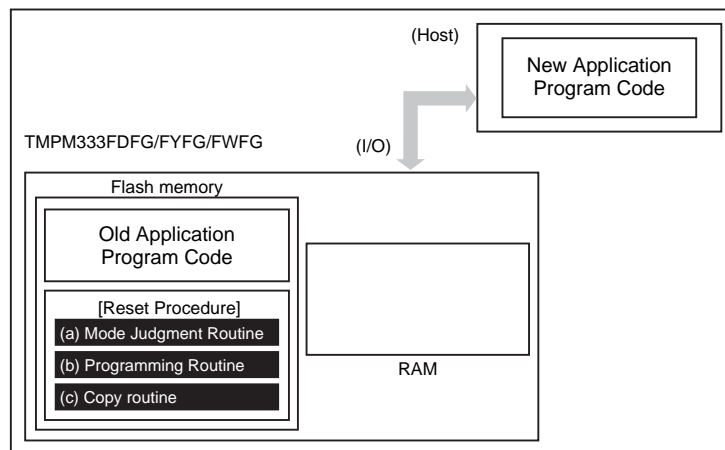 (Host)
New Application
Program Code
TMPM333FDFG/FYFG/FWFG
(I/O)
Flash memory
Old Application
Program Code
[Reset Procedure]
(a) Mode Judgment Routine
(b) Programming Routine
(c) Copy routine
RAM